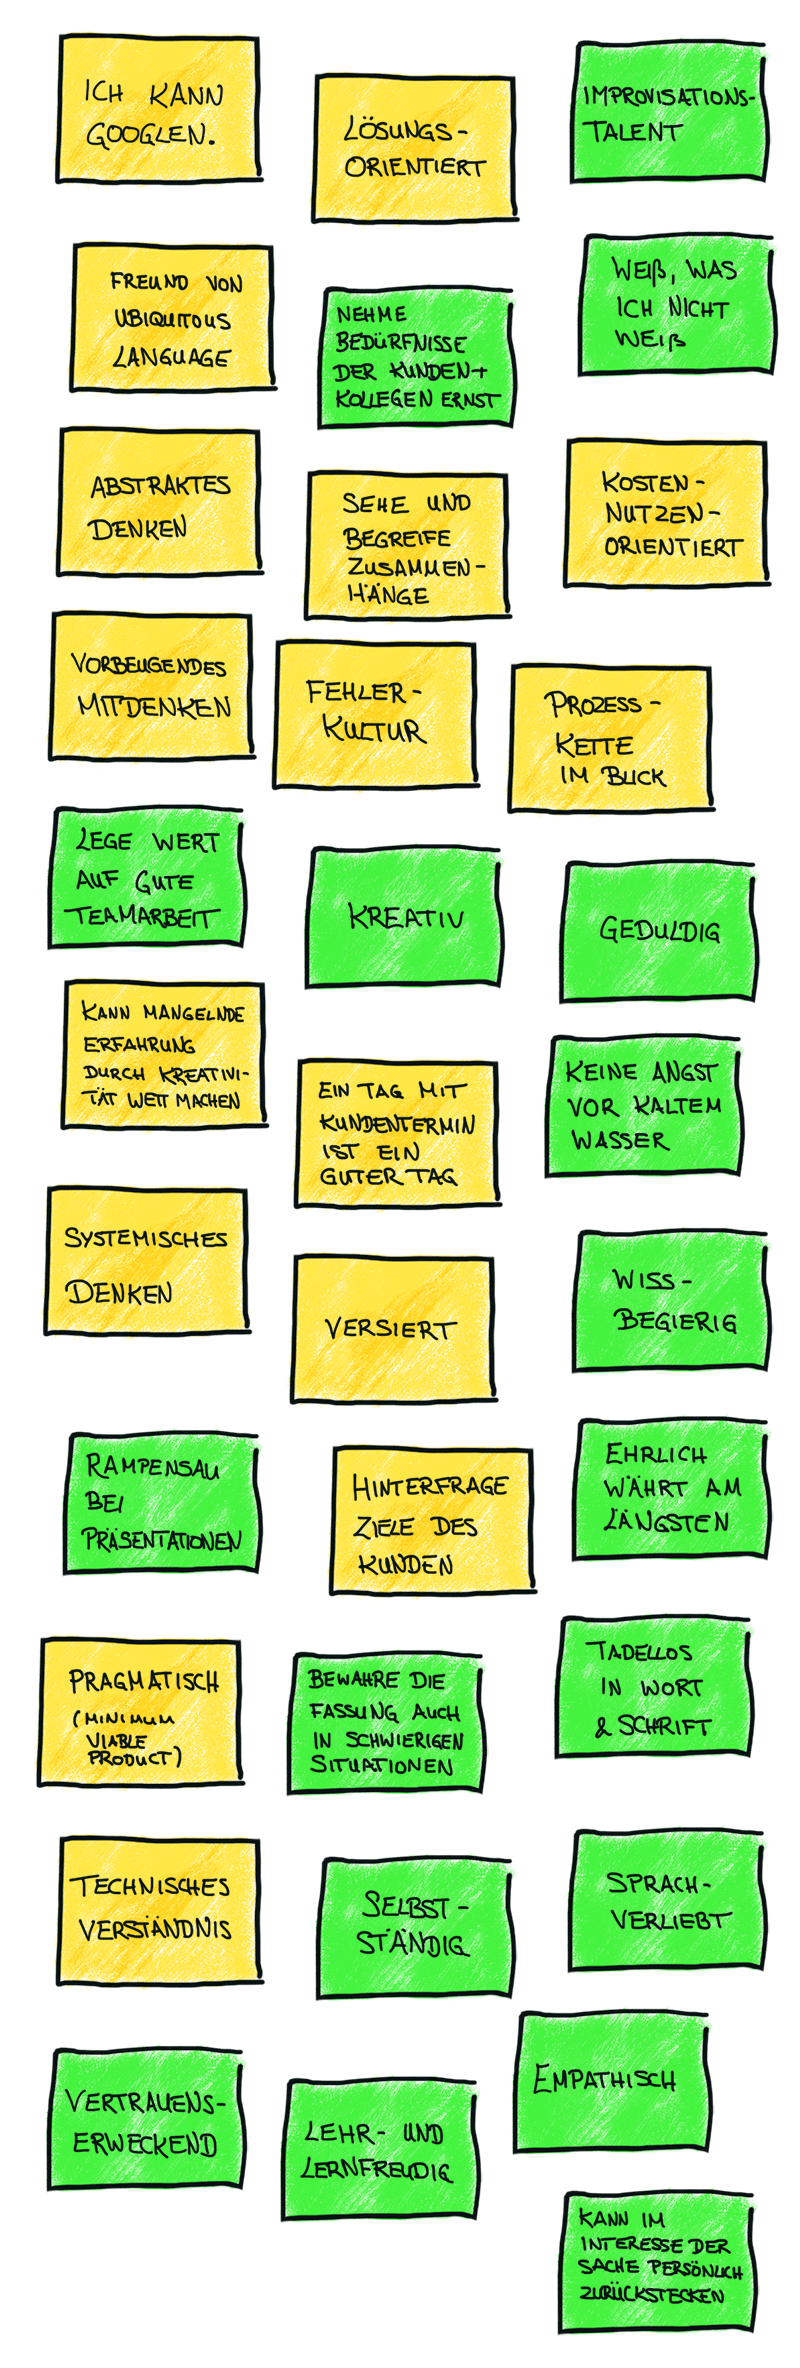 ICH KANN
GOOGLEN.
LÖSUNGS-
ORIENTIERT
IMPROVISATIONS-
TALENT
FREUND VON
UBIQUITOUS
LANGUAGE
NEHME
BEDÜRFNISSE
DER KUNDEN+
KOLLEGEN ERNST
WEIß, WAS
ICH NICHT
WEIß
ABSTRAKTES
DENKEN
SEHE UND
BEGREIFE
ZUSAMMEN-
HÄNGE
KOSTEN-
NUTZEN-
ORIENTIERT
VORBEUGENDES
MITDENKEN
FEHLER-
KULTUR
PROZESS-
KETTE
IM BLICK
LEGE WERT
AUF GUTE
TEAMARBEIT
KREATIV
GEDULDIG
KANN MANGELNDE
ERFAHRUNG
DURCH KREATIVI-
TÄT WETT MACHEN
EIN TAG MIT
KUNDENTERMIN
IST EIN
GUTER TAG
KEINE ANGST
VOR KALTEM
WASSER
SYSTEMISCHES
DENKEN
VERSIERT
WISS-
BEGIERIG
RAMPENSAU
BEI
PRÄSENTATIONEN
HINTERFRAGE
ZIELE DES
KUNDEN
EHRLICH
WÄHRT AM
LÄNGSTEN
PRAGMATISCH
(MINIMUM
VIABLE
PRODUCT)
BEWAHRE DIE
FASSUNG AUCH
IN SCHWIERIGEN
SITUATIONEN
TADELLOS
IN WORT
& SCHRIFT
TECHNISCHES
VERSTÄNDNIS
SELBST-
STÄNDIG
SPRACH-
VERLIEBT
VERTRAUENS-
ERWECKEND
LEHR- UND
LERNFREUDIG
EMPATHISCH
KANN IM
INTERESSE DER
SACHE PERSÖNLICH
ZURÜCKSTECKEN